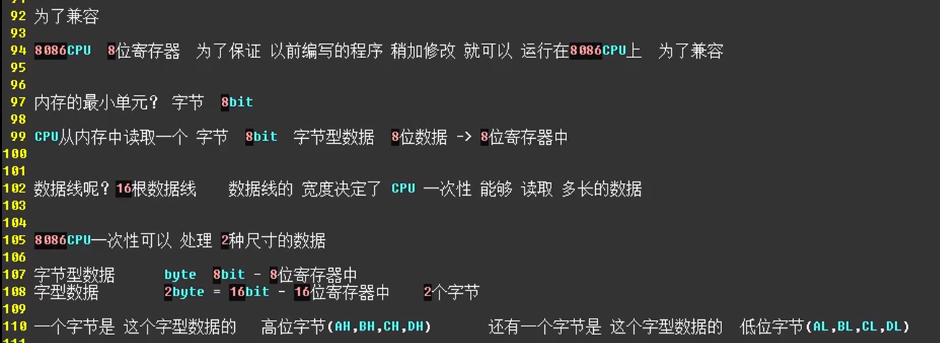 92 为了兼容
93
94 8086CPU 8位寄存器 为了保证 以前编写的程序 稍加修改 就可以 运行在8086CPU上 为了兼容
95
96
97 内存的最小单元? 字节 8bit
98
99 CPU从内存中读取一个 字节 8bit 字节型数据 8位数据 -> 8位寄存器中
100
101
102 数据线呢? 16根数据线 数据线的 宽度决定了 CPU 一次性 能够 读取 多长的数据
103
104
105 8086CPU一次性可以 处理 2种尺寸的数据
106
107 字节型数据 byte 8bit - 8位寄存器中
108 字型数据 2byte = 16bit - 16位寄存器中 2个字节
109
110 一个字节是 这个字型数据的 高位字节(AH,BH,CH,DH) 还有一个字节是 这个字型数据的 低位字节(AL,BL,CL,DL)